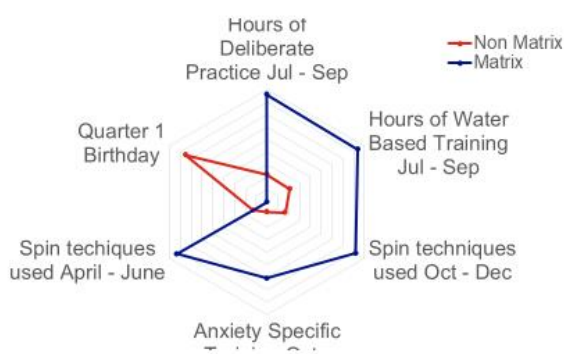 Hours of
Deliberate
Practice Jul - Sep
Non Matrix
Matrix
Hours of Water
Based Training
Jul - Sep
Quarter 1
Birthday
Spin techiques
used April - June
Spin techniques
used Oct - Dec
Anxiety Specific